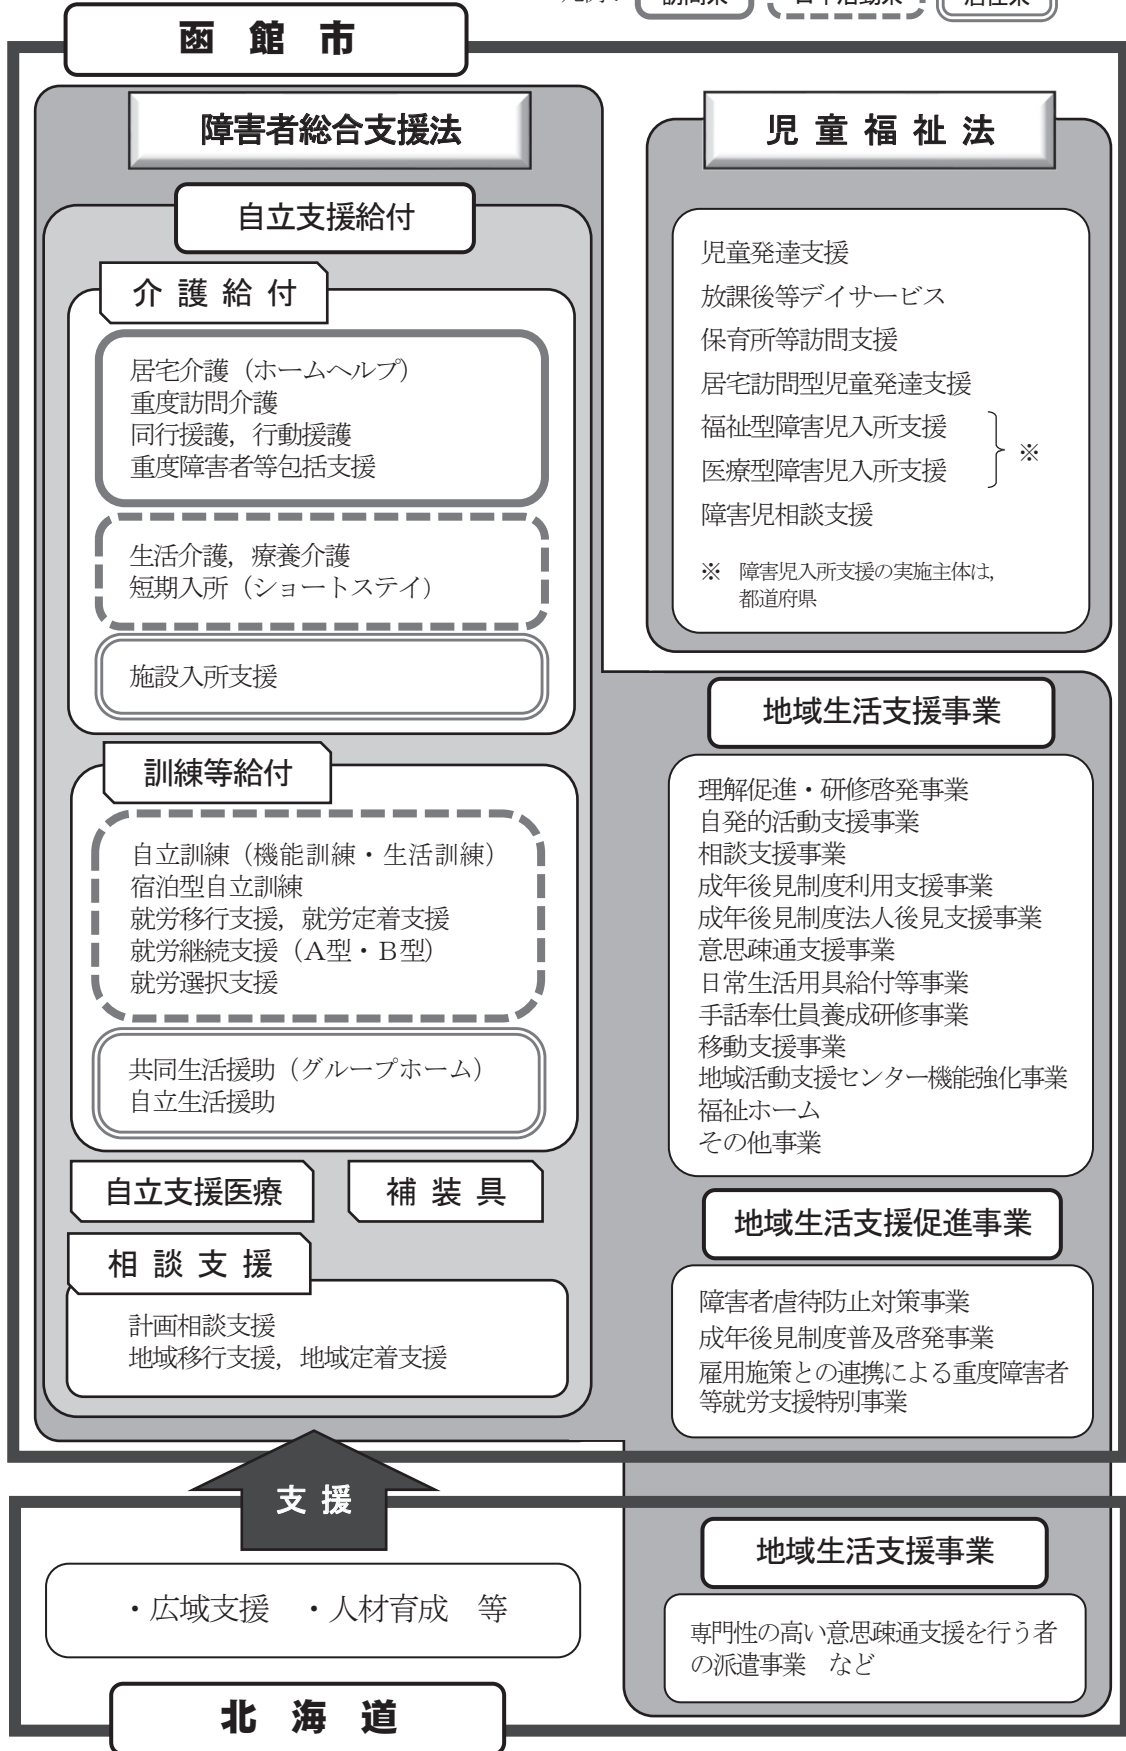 函館市
障害者総合支援法
自立支援給付
介護給付
居宅介護（ホームヘルプ）
重度訪問介護
同行援護，行動援護
重度障害者等包括支援
生活介護，療養介護
短期入所（ショートステイ）
施設入所支援
訓練等給付
自立訓練（機能訓練・生活訓練）
宿泊型自立訓練
就労移行支援，就労定着支援
就労継続支援（Ａ型・Ｂ型）
就労選択支援
共同生活援助（グループホーム）
自立生活援助
自立支援医療
補装具
相談支援
計画相談支援
地域移行支援，地域定着支援
児童福祉法
児童発達支援
放課後等デイサービス
保育所等訪問支援
居宅訪問型児童発達支援
福祉型障害児入所支援
医療型障害児入所支援
※
障害児相談支援
※　障害児入所支援の実施主体は，
都道府県
地域生活支援事業
理解促進・研修啓発事業
自発的活動支援事業
相談支援事業
成年後見制度利用支援事業
成年後見制度法人後見支援事業
意思疎通支援事業
日常生活用具給付等事業
手話奉仕員養成研修事業
移動支援事業
地域活動支援センター機能強化事業
福祉ホーム
その他事業
地域生活支援促進事業
障害者虐待防止対策事業
成年後見制度普及啓発事業
雇用施策との連携による重度障害者
等就労支援特別事業
支援
・広域支援　・人材育成　等
北海道
地域生活支援事業
専門性の高い意思疎通支援を行う者
の派遣事業　など